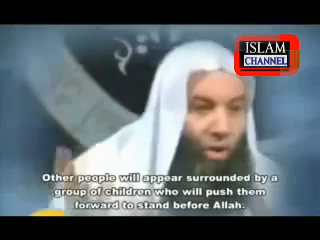 ISLAM
CHANNEL
Other people will appear surrounded by a
group of children who will push them
forward to stand before Allah.